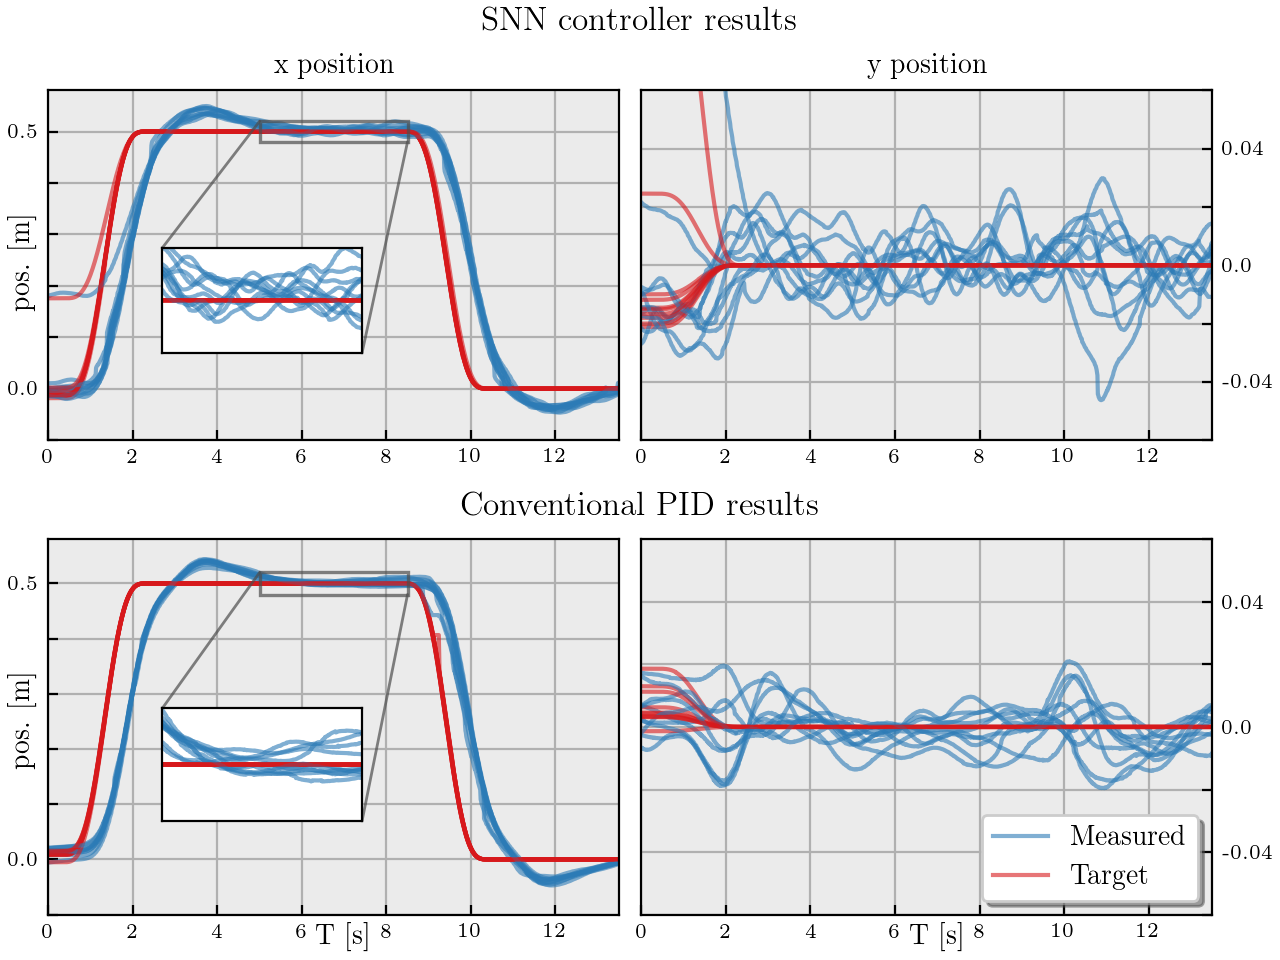 SNN controller results
x position
y position
0.5
0.0
pos. [m]
0.04
0.0
-0.04
0 2 4 6 8 10 12
0 2 4 6 8 10 12
Conventional PID results
0.5
0.0
pos. [m]
0.04
0.0
-0.04
Measured
Target
0 2 4 6 8 10 12
T [s]
0 2 4 6 8 10 12
T [s]